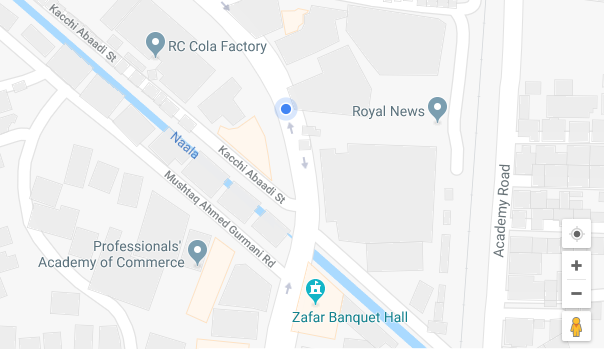 Kacchi Abaadi St
RC Cola Factory
Royal News
Naala
Kacchi Abaadi St
Mushtaq Ahmed Gurmani Rd
Academy Road
Professionals'
Academy of Commerce
Zafar Banquet Hall
+
−